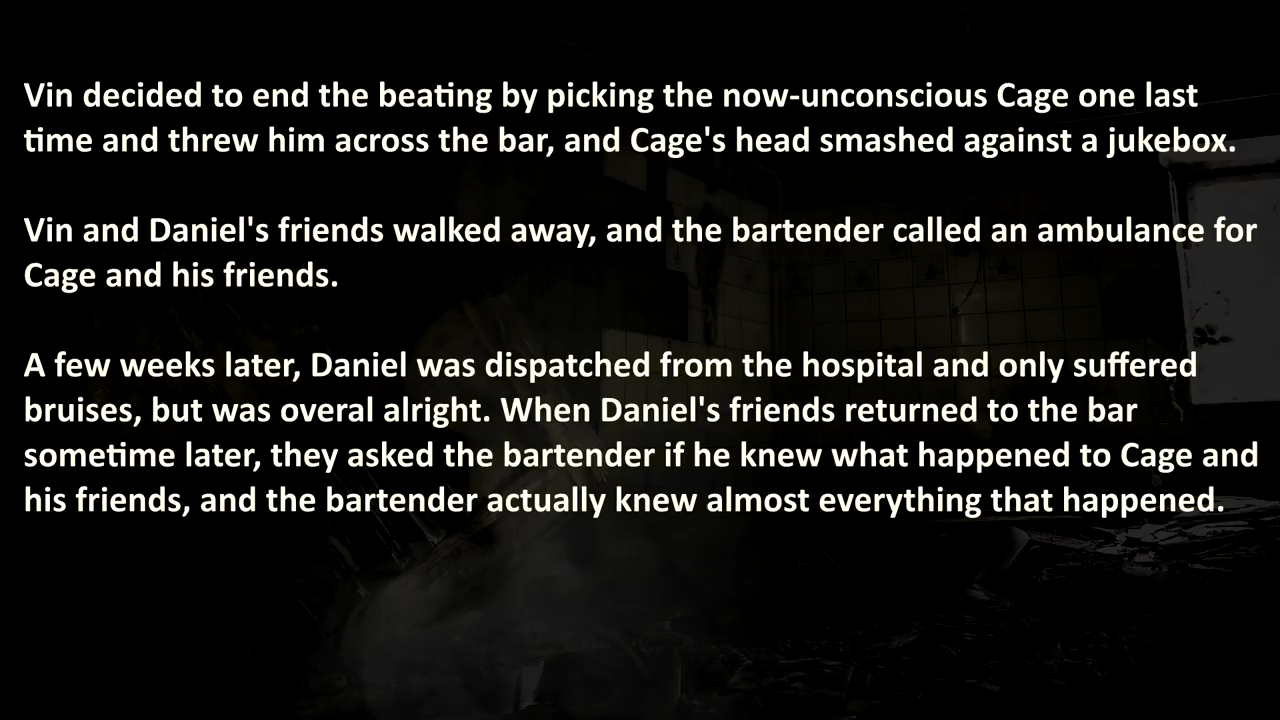 Vin decided to end the beating by picking the now-unconscious Cage one last
time and threw him across the bar, and Cage's head smashed against a jukebox.
Vin and Daniel's friends walked away, and the bartender called an ambulance for
Cage and his friends.
A few weeks later, Daniel was dispatched from the hospital and only suffered
bruises, but was overal alright. When Daniel's friends returned to the bar
sometime later, they asked the bartender if he knew what happened to Cage and
his friends, and the bartender actually knew almost everything that happened.